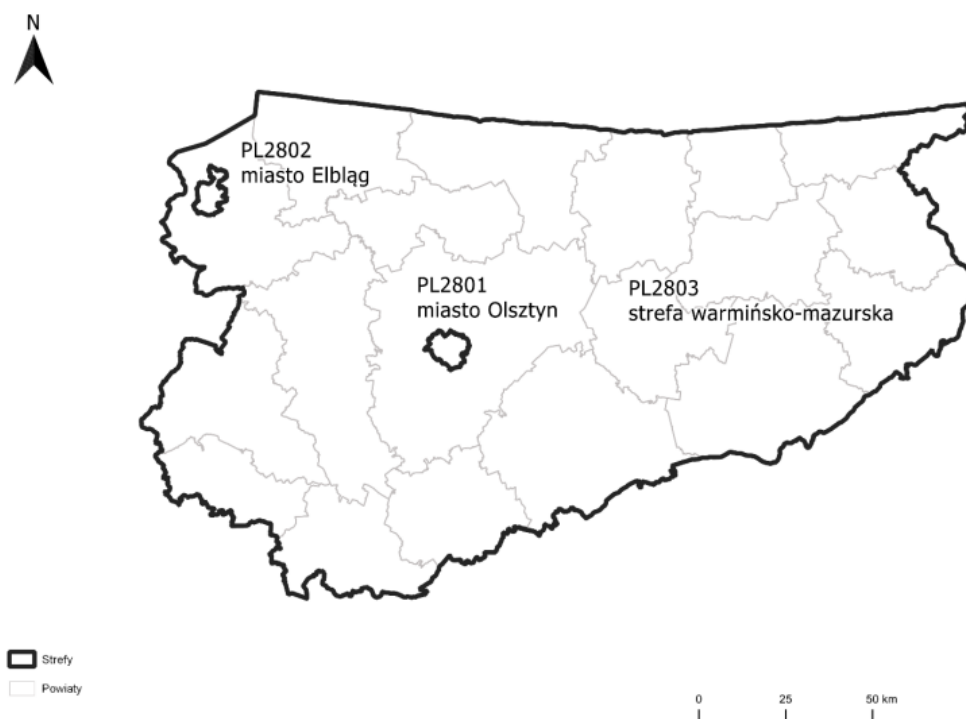 N
PL2802
miasto Elbląg
PL2801
miasto Olsztyn
PL2803
strefa warmińsko-mazurska
Strefy
Powiaty
0 25 50 km